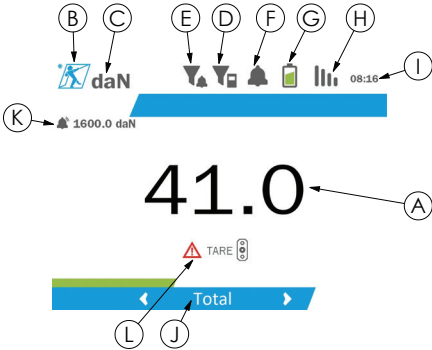 B C E D F G H
daN 08:16 I
K 1600.0 daN
41.0 A
TARE
Total
L J